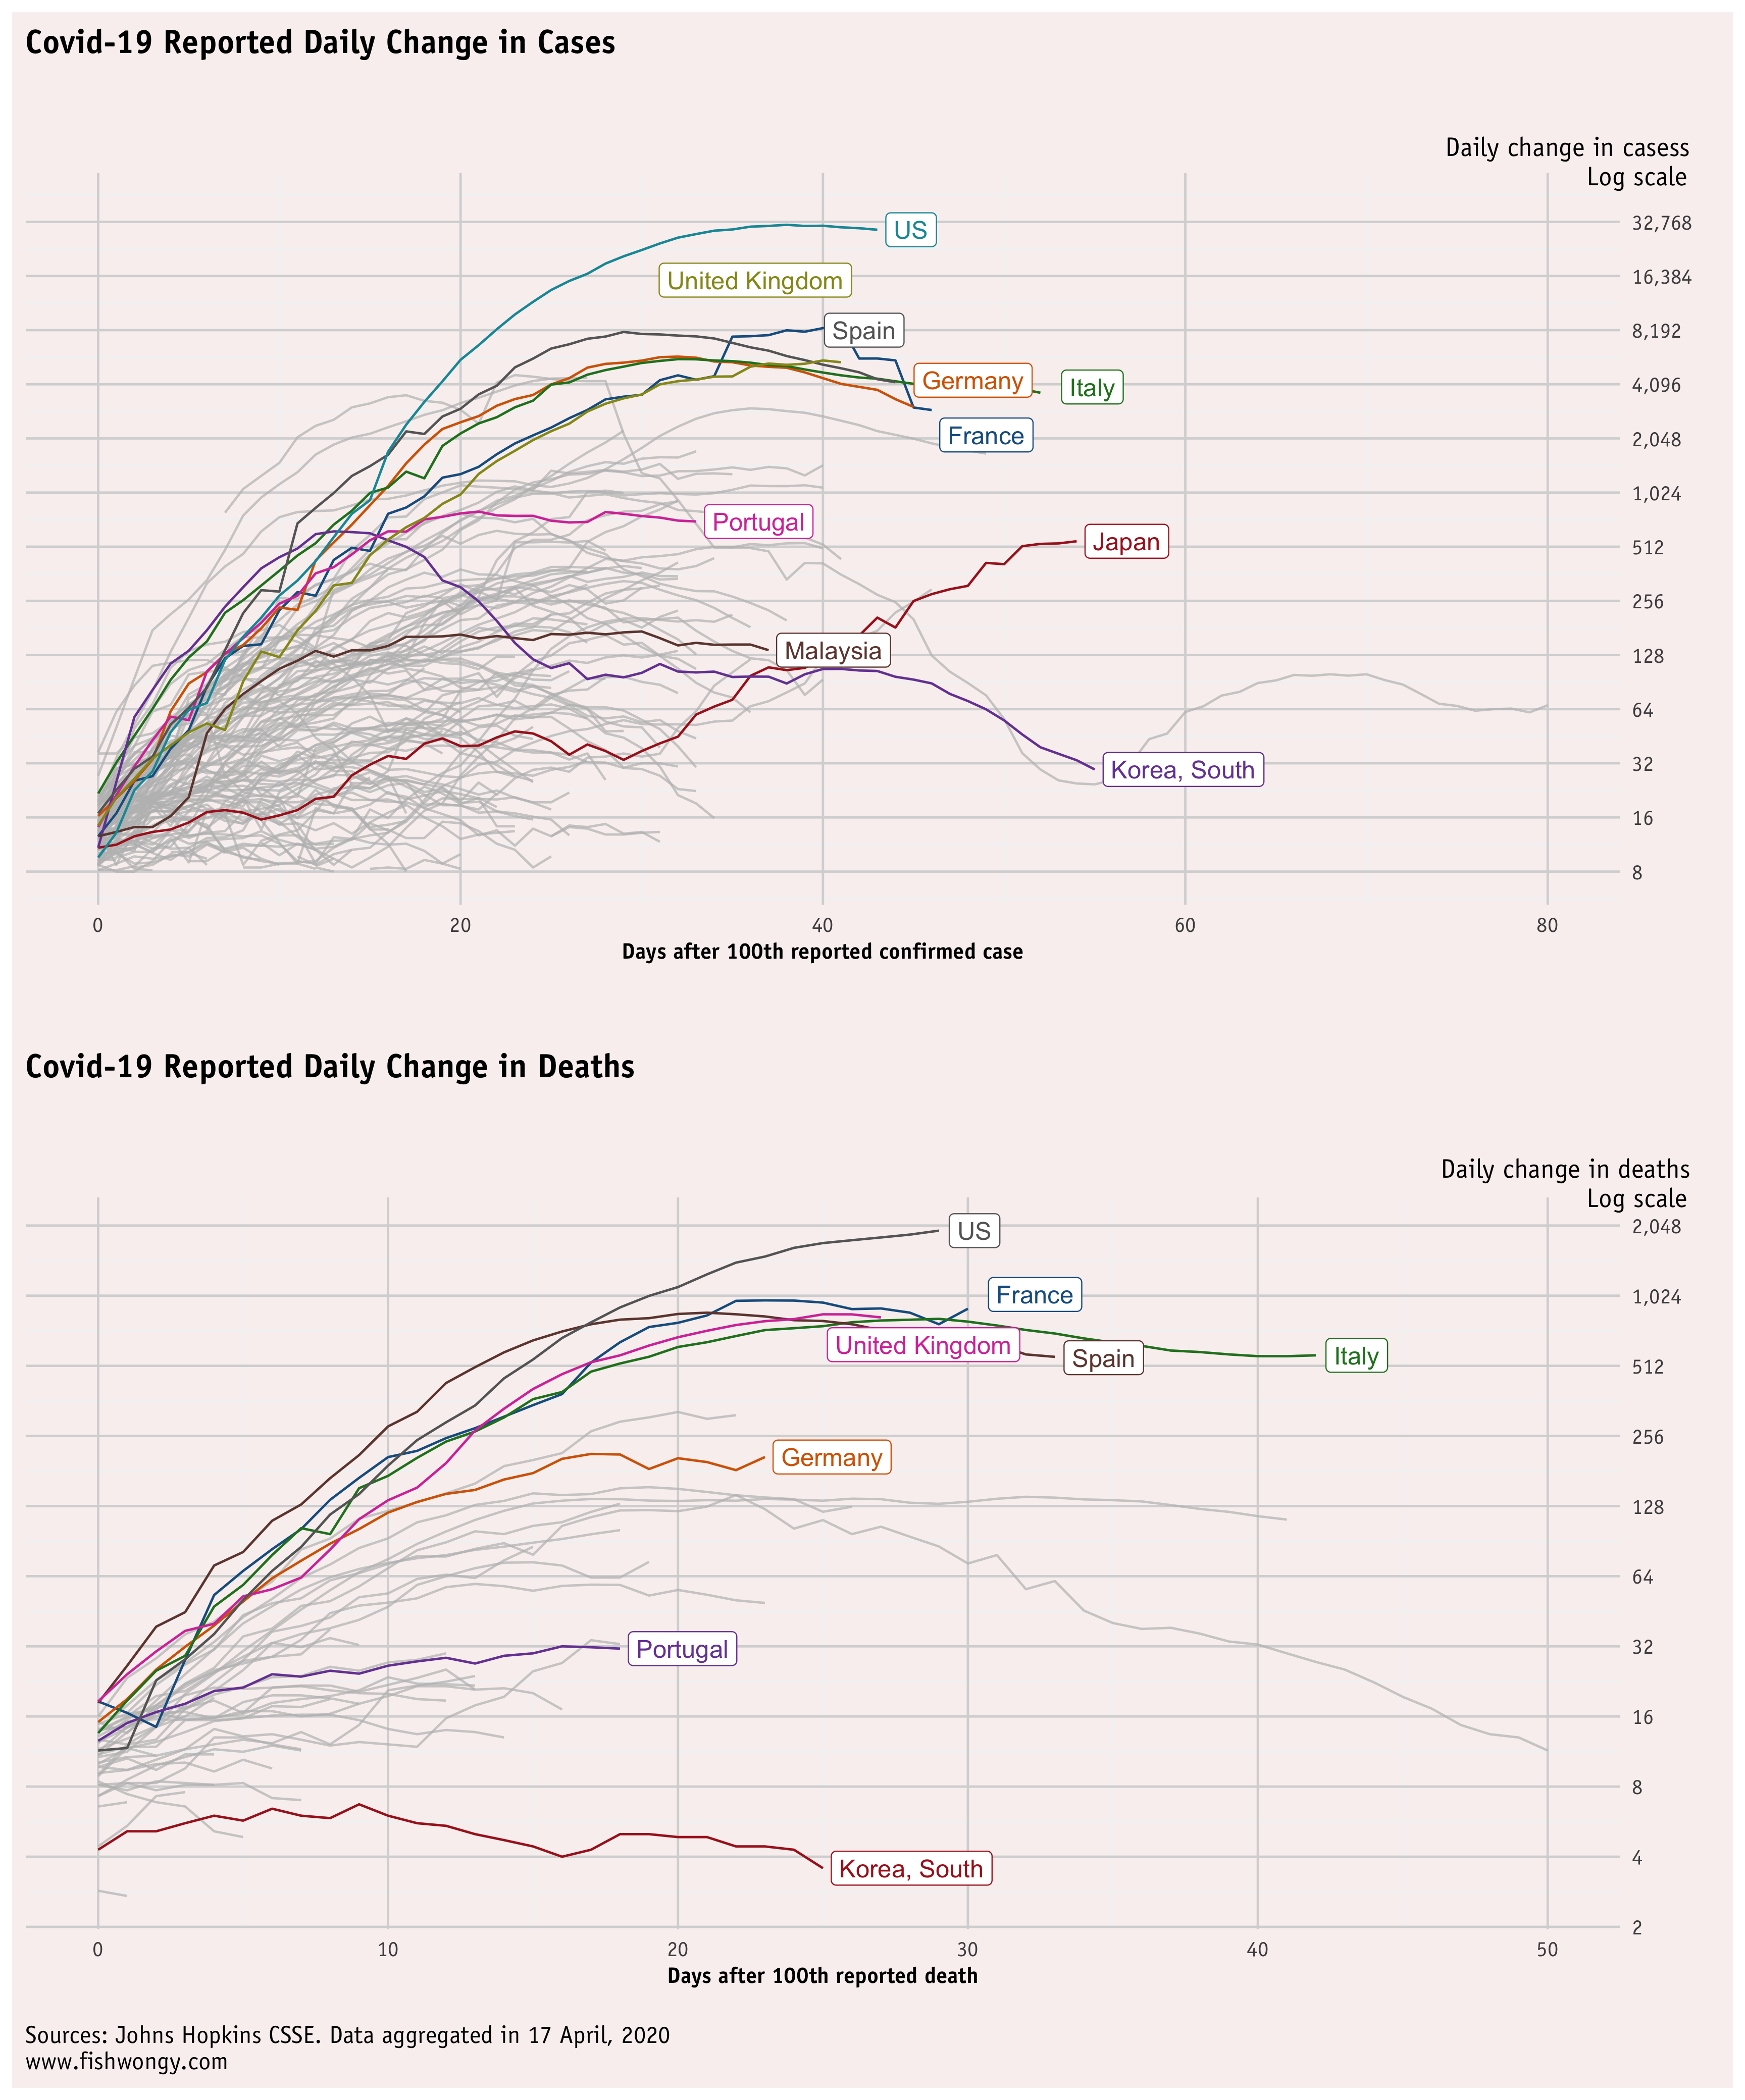 Covid-19 Reported Daily Change in Cases
Daily change in casess
Log scale
US
32,768
United Kingdom
16,384
Spain
8,192
Germany
Italy
4,096
France
2,048
1,024
Portugal
Japan
512
256
Malaysia
128
64
Korea, South
32
16
8
0 20 40 60 80
Days after 100th reported confirmed case
Covid-19 Reported Daily Change in Deaths
Daily change in deaths
Log scale
US
2,048
France
1,024
United Kingdom
Spain
Italy
512
256
Germany
128
64
Portugal
32
16
8
4
Korea, South
2
0 10 20 30 40 50
Days after 100th reported death
Sources: Johns Hopkins CSSE. Data aggregated in 17 April, 2020
www.fishwongy.com